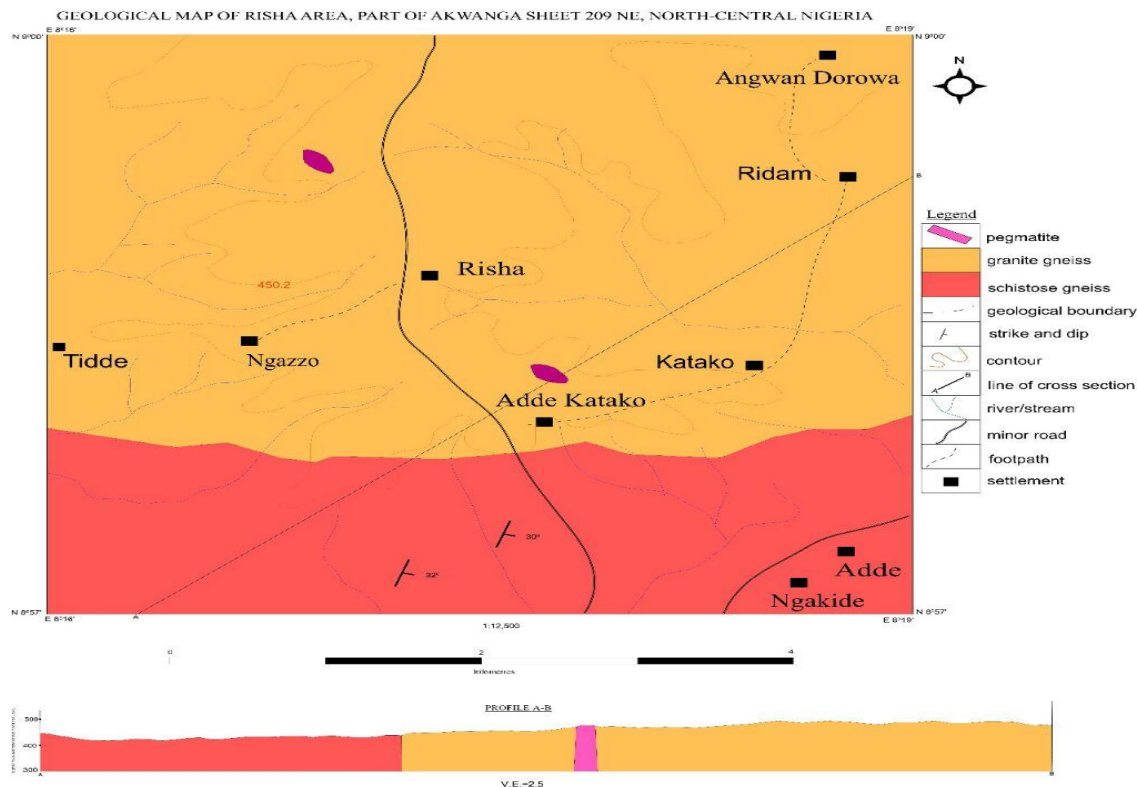 GEOLOGICAL MAP OF RISHA AREA, PART OF AKWANGA SHEET 209 NE, NORTH-CENTRAL NIGERIA
E 8°16'
E 8°19'
N 9°00'
N 9°00'
N
Angwan Dorowa
Ridam
B
Risha
450.2
Tidde
Ngazzo
Katako
Adde Katako
30°
32°
Adde
Ngakide
Legend
pegmatite
granite gneiss
schistose gneiss
geological boundary
strike and dip
contour
A B
line of cross section
river/stream
minor road
footpath
settlement
N 8°57'
N 8°57'
E 8°16'
A
1:12,500
E 8°19'
0 2 4
kilometres
PROFILE A-B
500
400
300
A
B
V.E.=2.5